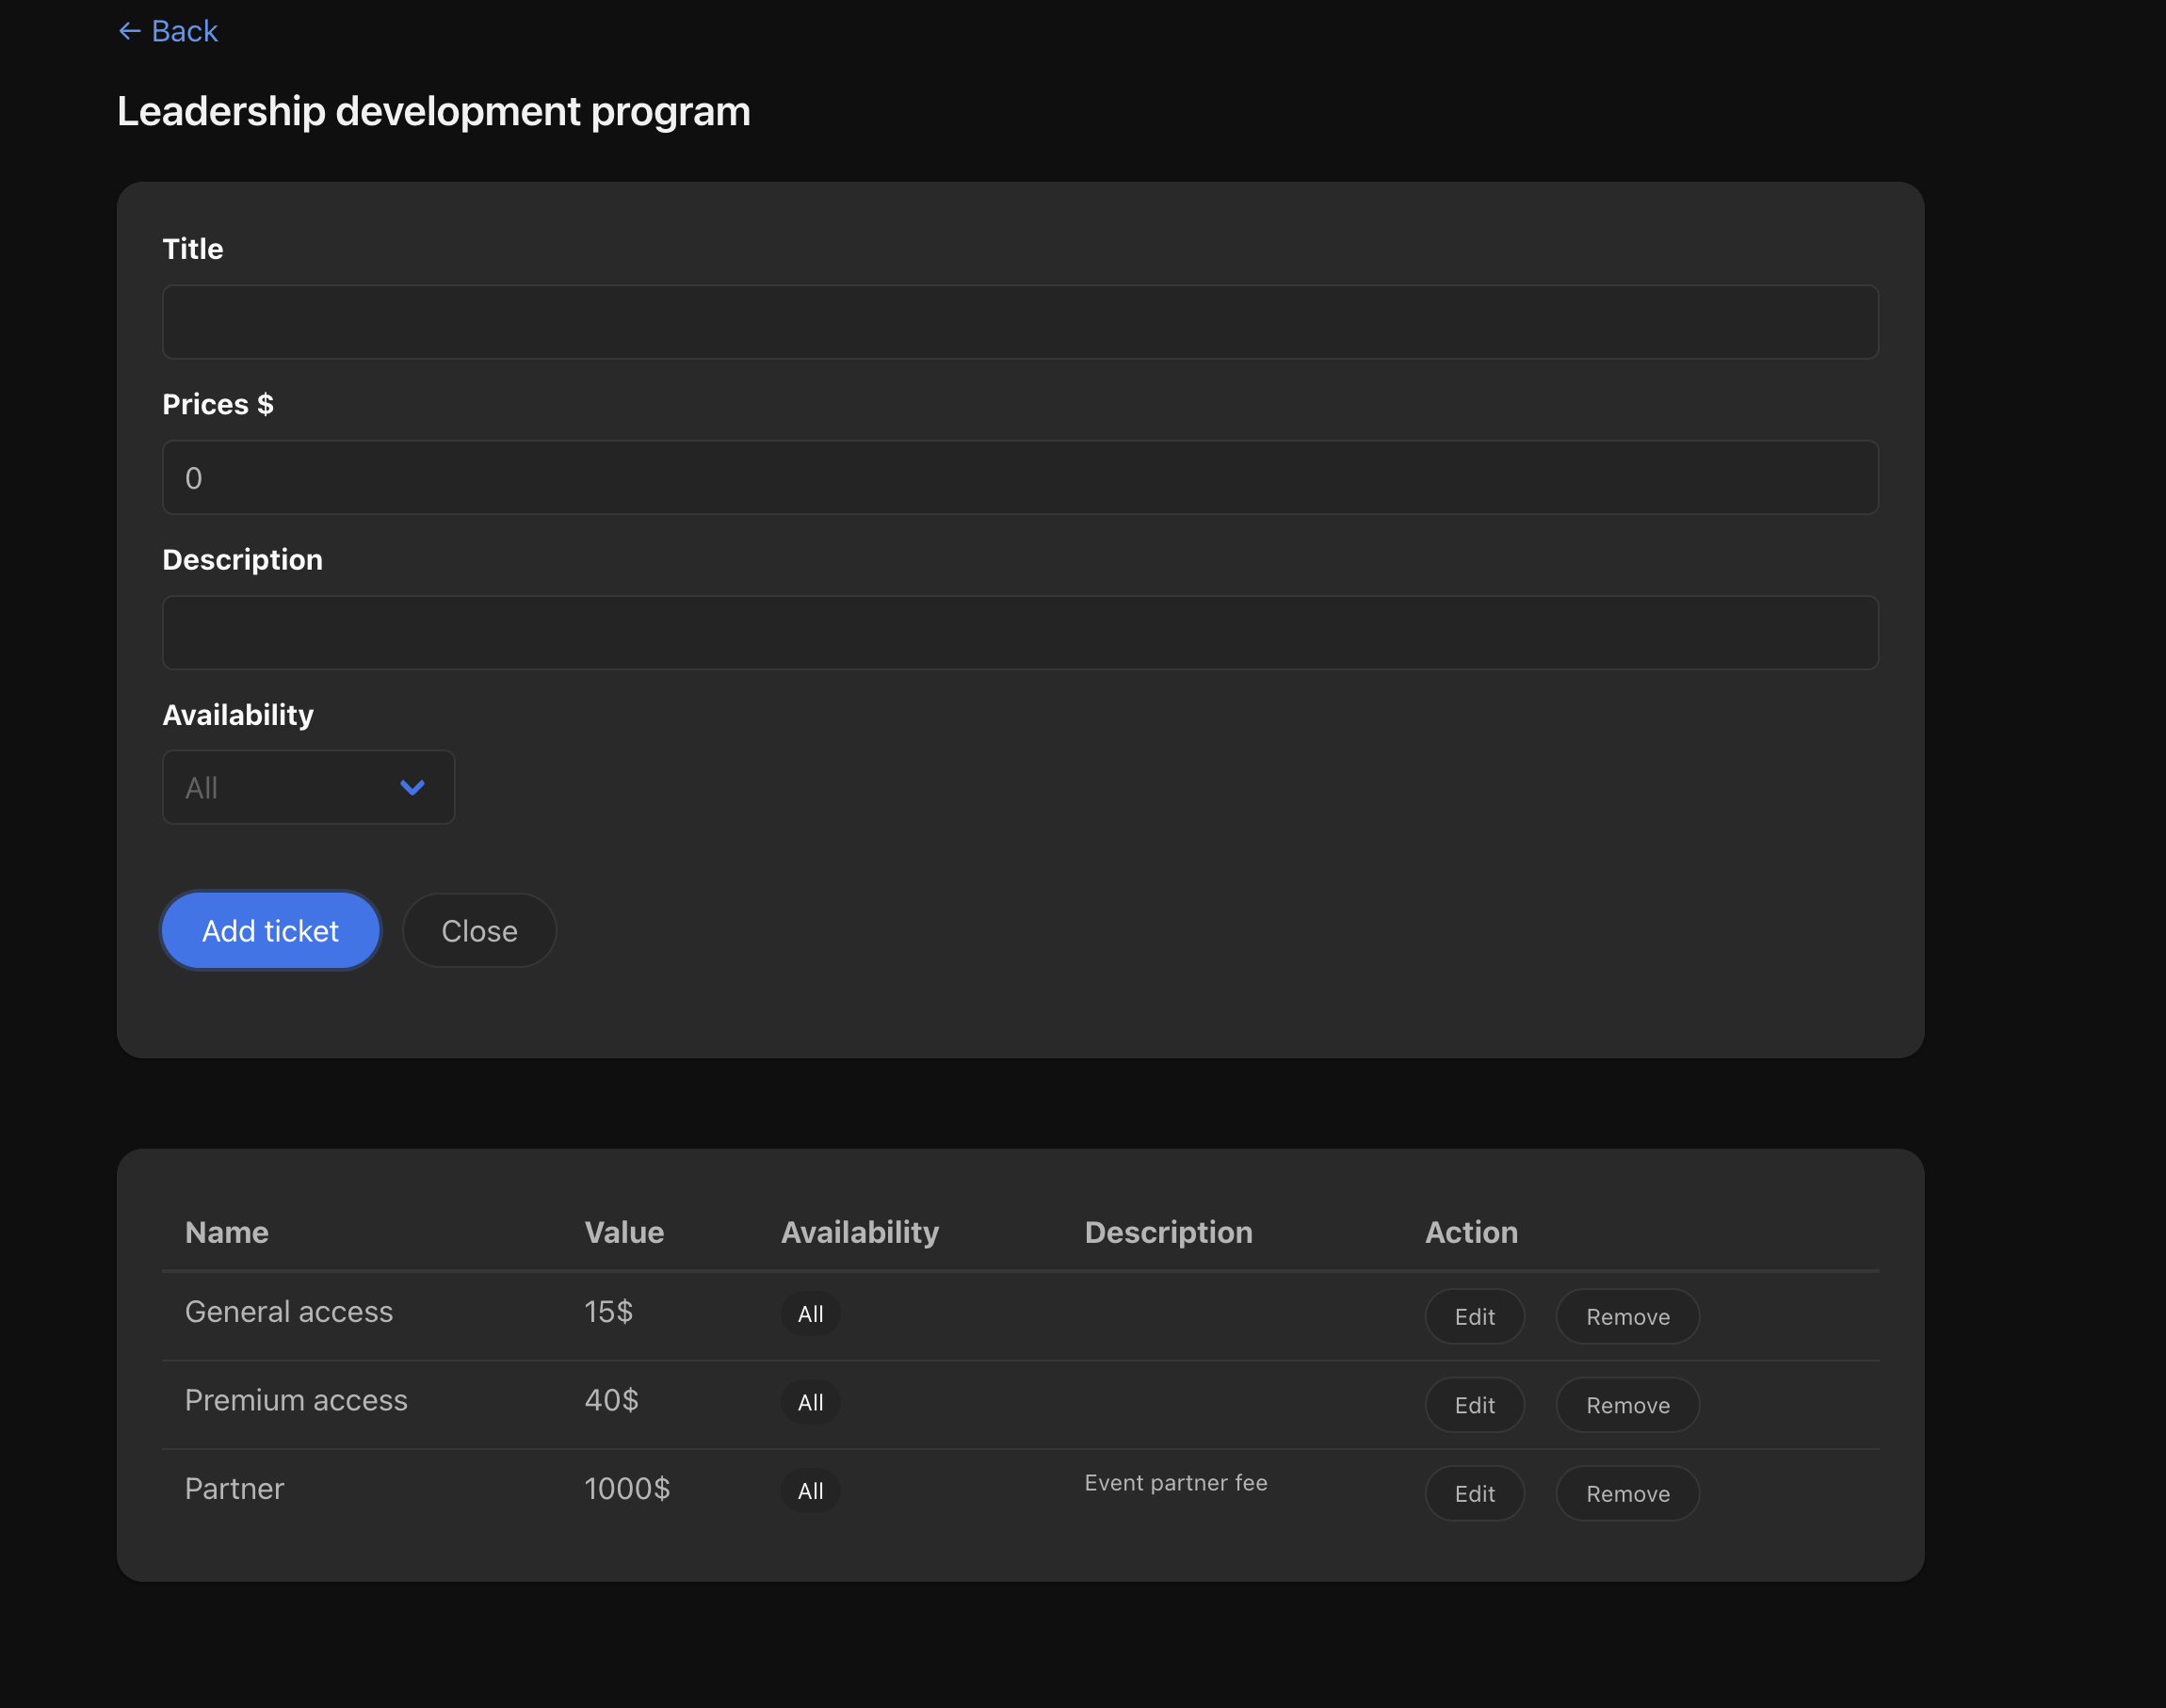 ← Back
Leadership development program
Title
Prices $
0
Description
Availability
All
Add ticket Close
Name Value Availability Description Action
General access 15$ All Edit Remove
Premium access 40$ All Edit Remove
Partner 1000$ All Event partner fee Edit Remove